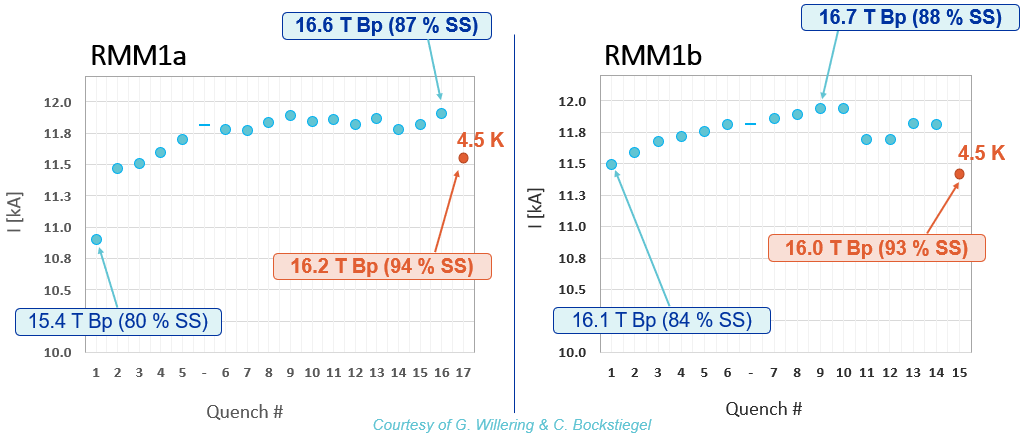 16.6 T Bp (87 % SS)
RMM1a
12.0
11.8
11.5
11.3
11.0
10.8
10.5
10.0
I [kA]
4.5 K
16.2 T Bp (94 % SS)
15.4 T Bp (80 % SS)
1 2 3 4 5 - 6 7 8 9 10 11 12 13 14 15 16 17
Quench #
16.7 T Bp (88 % SS)
RMM1b
12.0
11.8
11.5
11.3
11.0
10.8
10.5
10.0
I [kA]
4.5 K
16.0 T Bp (93 % SS)
16.1 T Bp (84 % SS)
1 2 3 4 5 6 - 7 8 9 10 11 12 13 14 15
Quench #
Courtesy of G. Willering & C. Bockstiegel